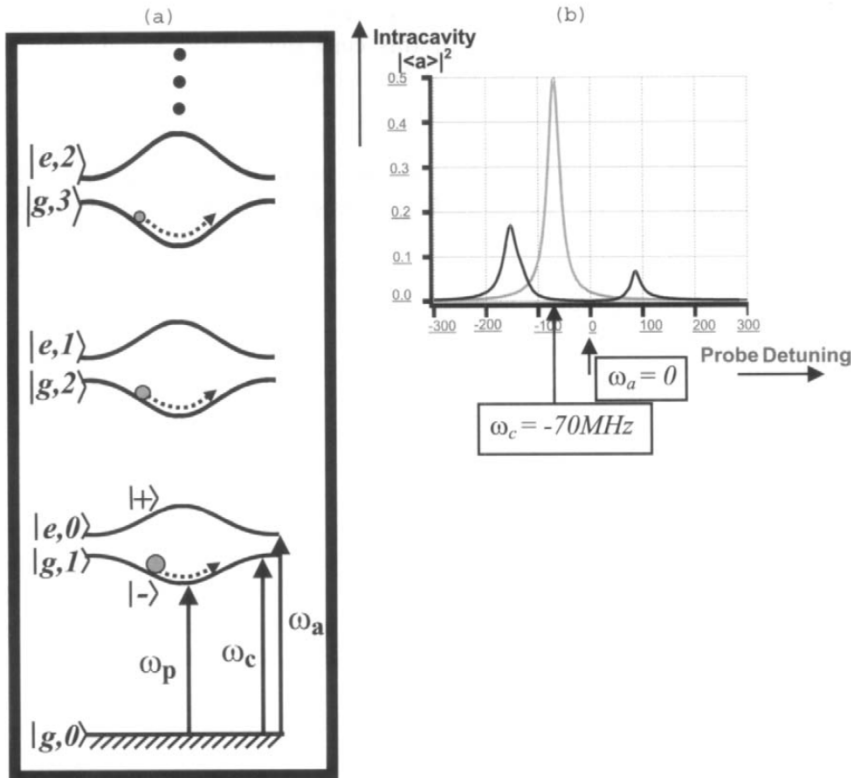 (a)
|e,2⟩
|g,3⟩
|e,1⟩
|g,2⟩
|+⟩
|e,0⟩
|g,1⟩
|-⟩
ωp
ωc
ωa
|g,0⟩
(b)
Intracavity
|<a>|²
0.5
0.4
0.3
0.2
0.1
0.0
-300 -200 -100 0 100 200 300
Probe Detuning
ωa = 0
ωc = -70MHz